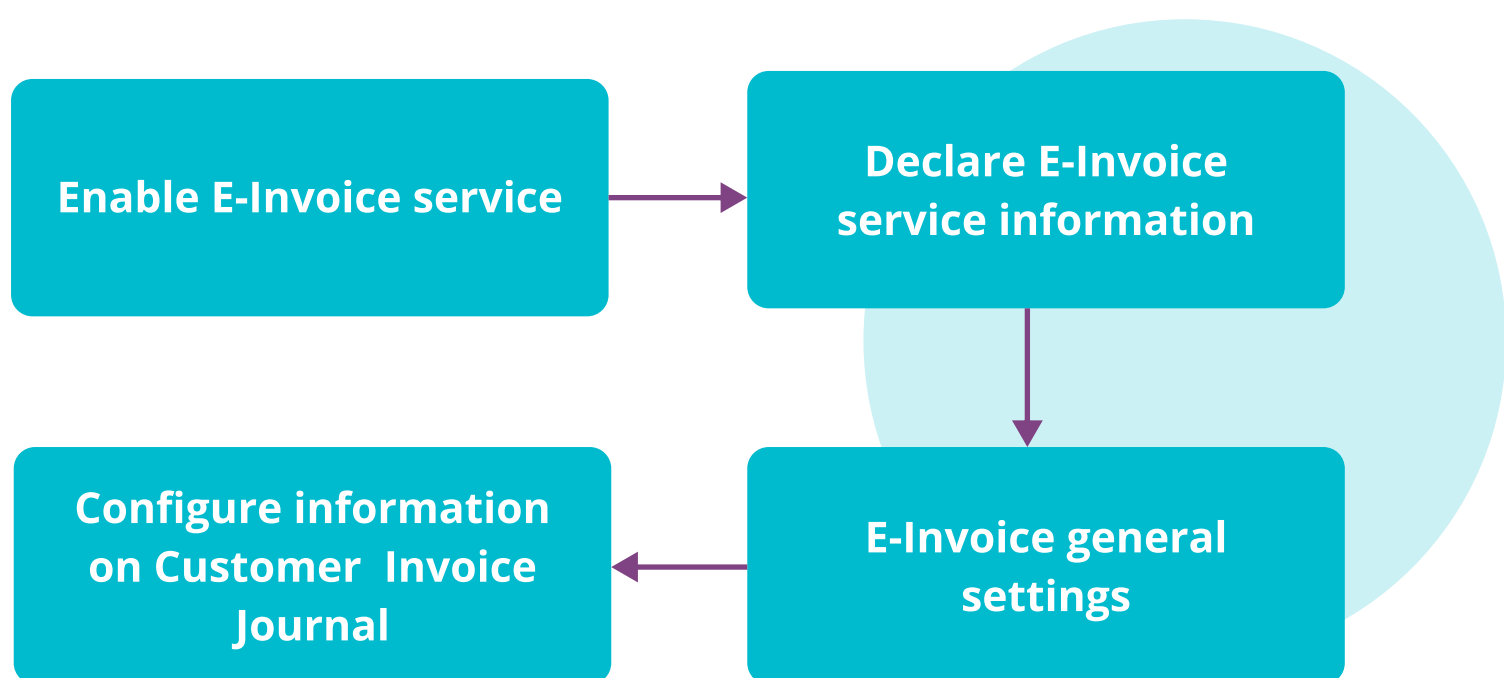 Enable E-Invoice service
Declare E-Invoice
service information
E-Invoice general
settings
Configure information
on Customer  Invoice
Journal